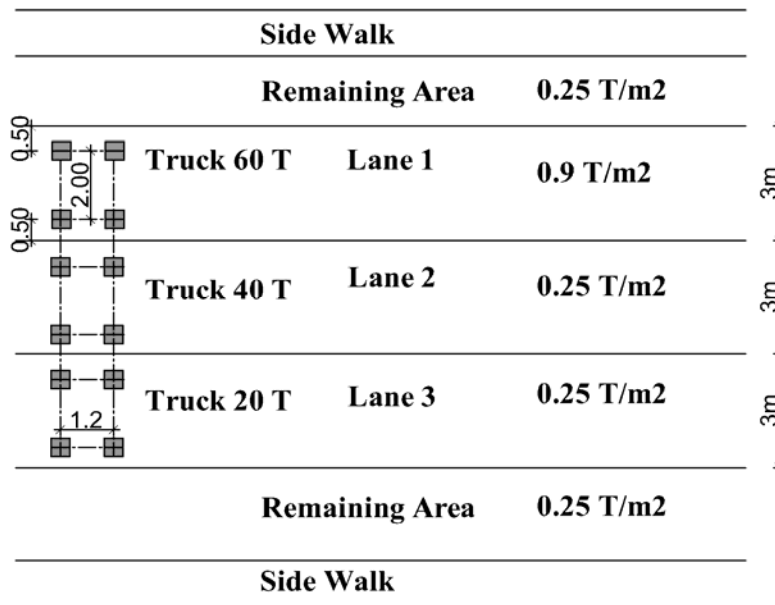 Side Walk
Remaining Area 0.25 T/m2
0.50
Truck 60 T Lane 1 0.9 T/m2
2.00
3m
0.50
Truck 40 T Lane 2 0.25 T/m2
3m
Truck 20 T Lane 3 0.25 T/m2
1.2
3m
Remaining Area 0.25 T/m2
Side Walk